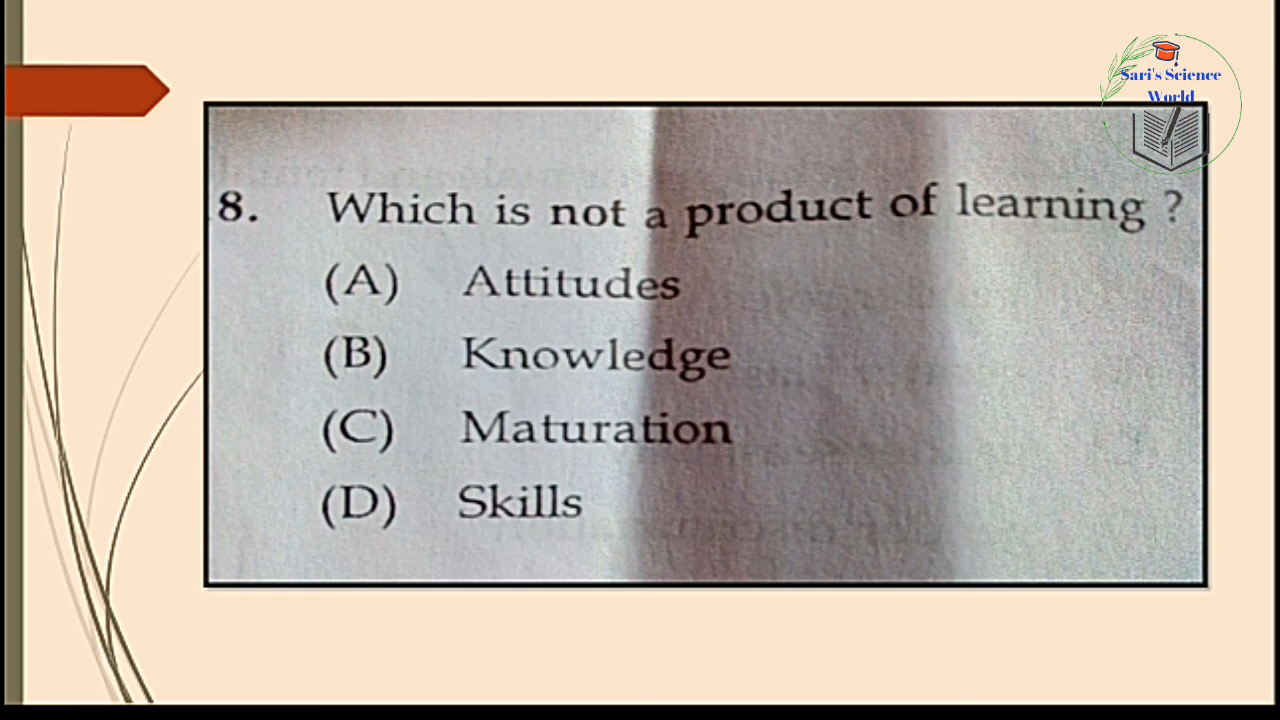 Sari's Science
World
8. Which is not a product of learning ?
(A) Attitudes
(B) Knowledge
(C) Maturation
(D) Skills